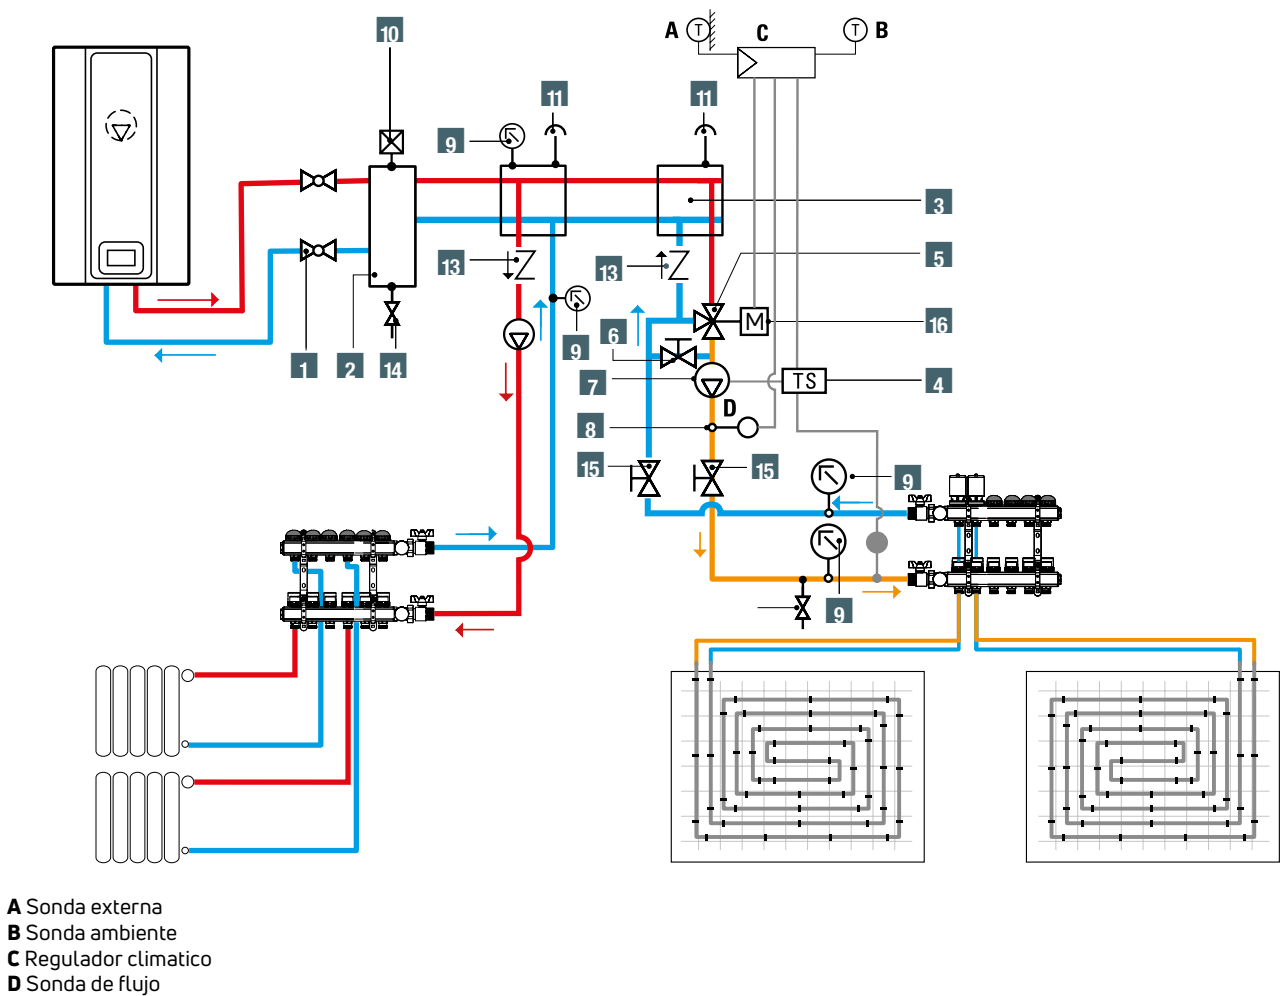 A T C T B
10
11
11
9
3
13
13
5
M
16
6
9
1
2
14
7
TS
4
D
8
15
15
9
9
A Sonda externa
B Sonda ambiente
C Regulador climatico
D Sonda de flujo